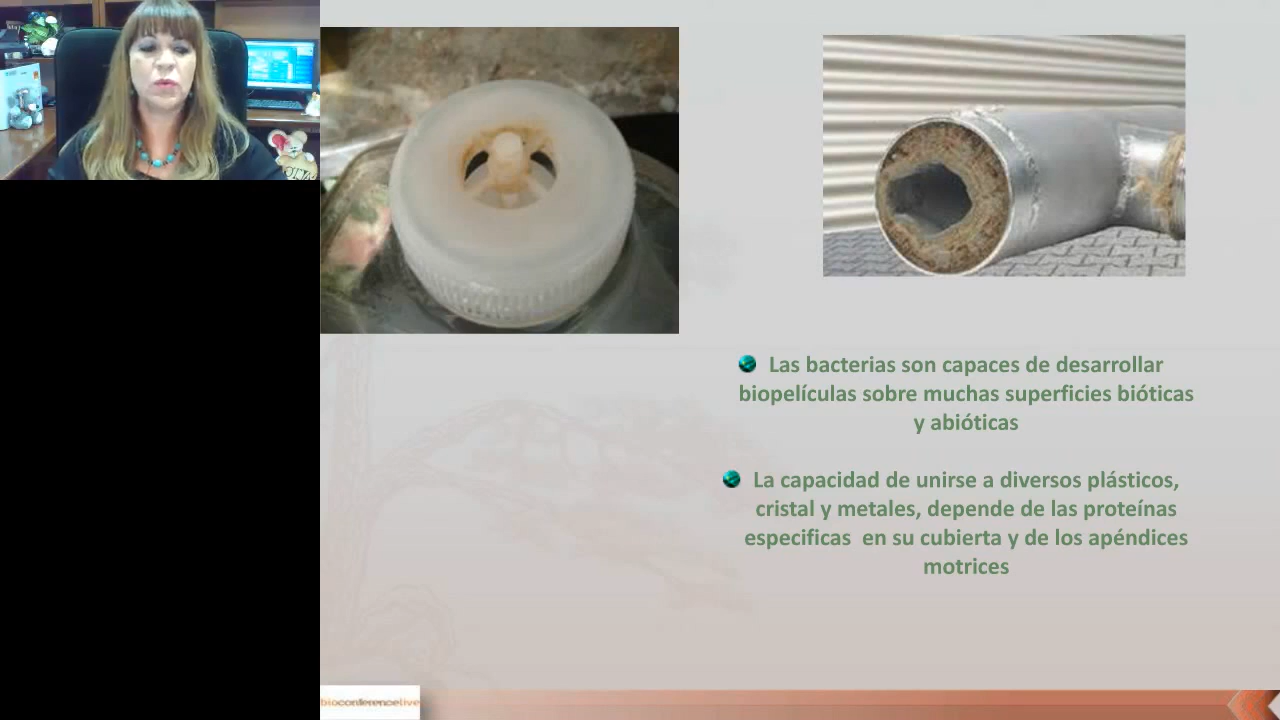 Las bacterias son capaces de desarrollar
biopelículas sobre muchas superficies bióticas
y abióticas
La capacidad de unirse a diversos plásticos,
cristal y metales, depende de las proteínas
especificas en su cubierta y de los apéndices
motrices
bioconferencelive